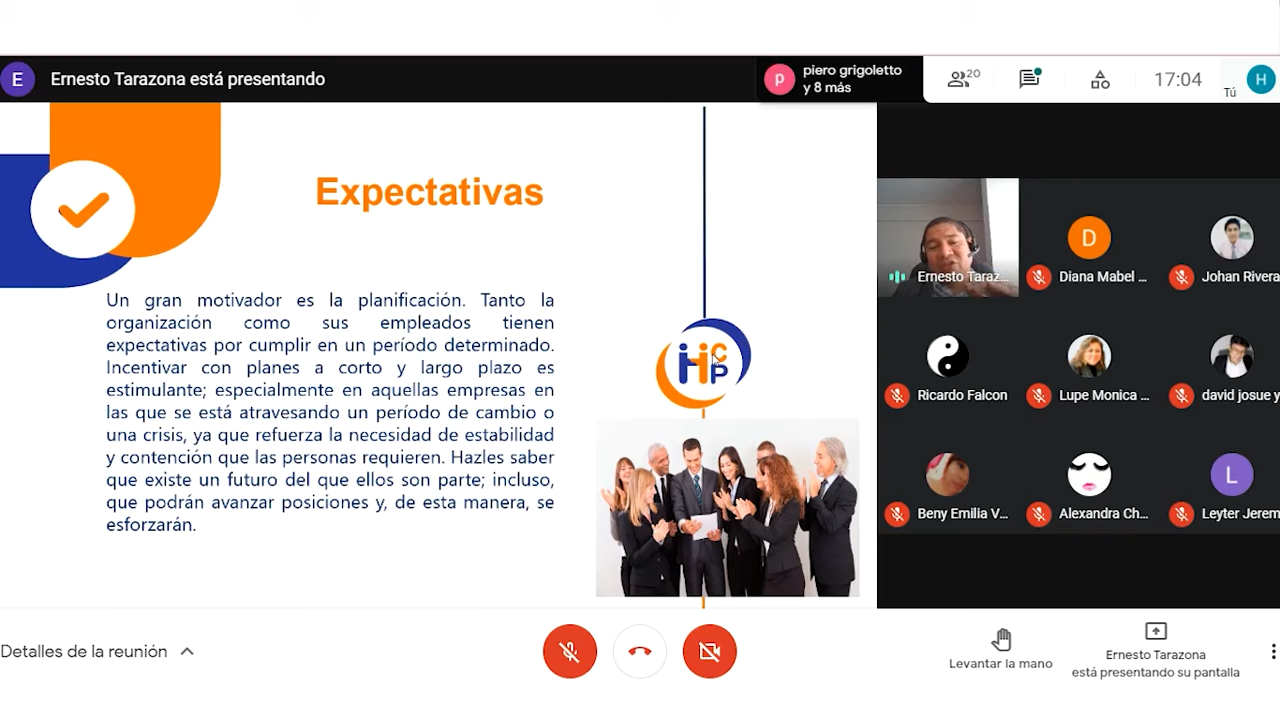 E
Ernesto Tarazona está presentando
p
piero grigoletto
y 8 más
20
17:04
Tú
H
Expectativas
Un gran motivador es la planificación. Tanto la
organización como sus empleados tienen
expectativas por cumplir en un período determinado.
Incentivar con planes a corto y largo plazo es
estimulante; especialmente en aquellas empresas en
las que se está atravesando un período de cambio o
una crisis, ya que refuerza la necesidad de estabilidad
y contención que las personas requieren. Hazles saber
que existe un futuro del que ellos son parte; incluso,
que podrán avanzar posiciones y, de esta manera, se
esforzarán.
HCP
Ernesto Taraz...
D
Diana Mabel ...
Johan Rivera
Ricardo Falcon
Lupe Monica ...
david josue y
Beny Emilia V...
Alexandra Ch...
L
Leyter Jerem
Detalles de la reunión
Levantar la mano
Ernesto Tarazona
está presentando su pantalla